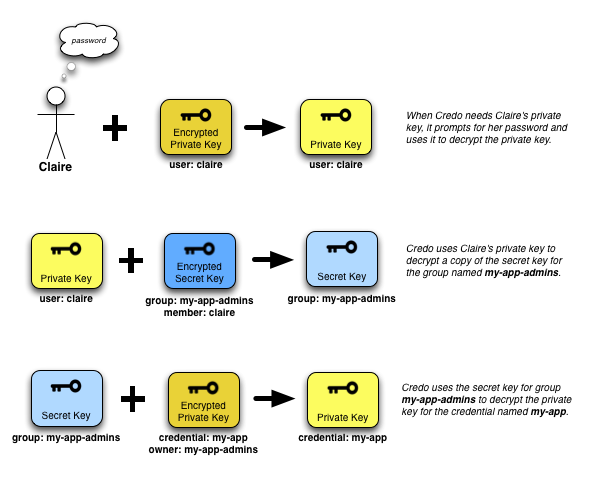 password
Claire
Encrypted
Private Key
user: claire
Private Key
user: claire
When Credo needs Claire's private
key, it prompts for her password and
uses it to decrypt the private key.
Private Key
user: claire
Encrypted
Secret Key
group: my-app-admins
member: claire
Secret Key
group: my-app-admins
Credo uses Claire's private key to
decrypt a copy of the secret key for
the group named my-app-admins.
Secret Key
group: my-app-admins
Encrypted
Private Key
credential: my-app
owner: my-app-admins
Private Key
credential: my-app
Credo uses the secret key for group
my-app-admins to decrypt the private
key for the credential named my-app.